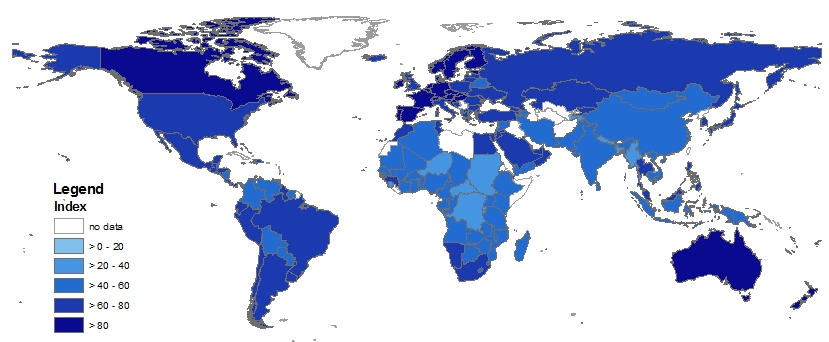 Legend
Index
no data
> 0 - 20
> 20 - 40
> 40 - 60
> 60 - 80
> 80